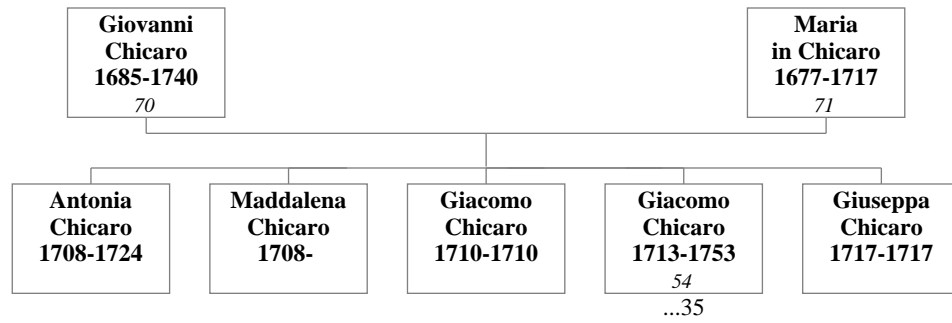 Giovanni
Chicaro
1685-1740
70
Maria
in Chicaro
1677-1717
71
Antonia
Chicaro
1708-1724
Maddalena
Chicaro
1708-
Giacomo
Chicaro
1710-1710
Giacomo
Chicaro
1713-1753
54
...35
Giuseppa
Chicaro
1717-1717